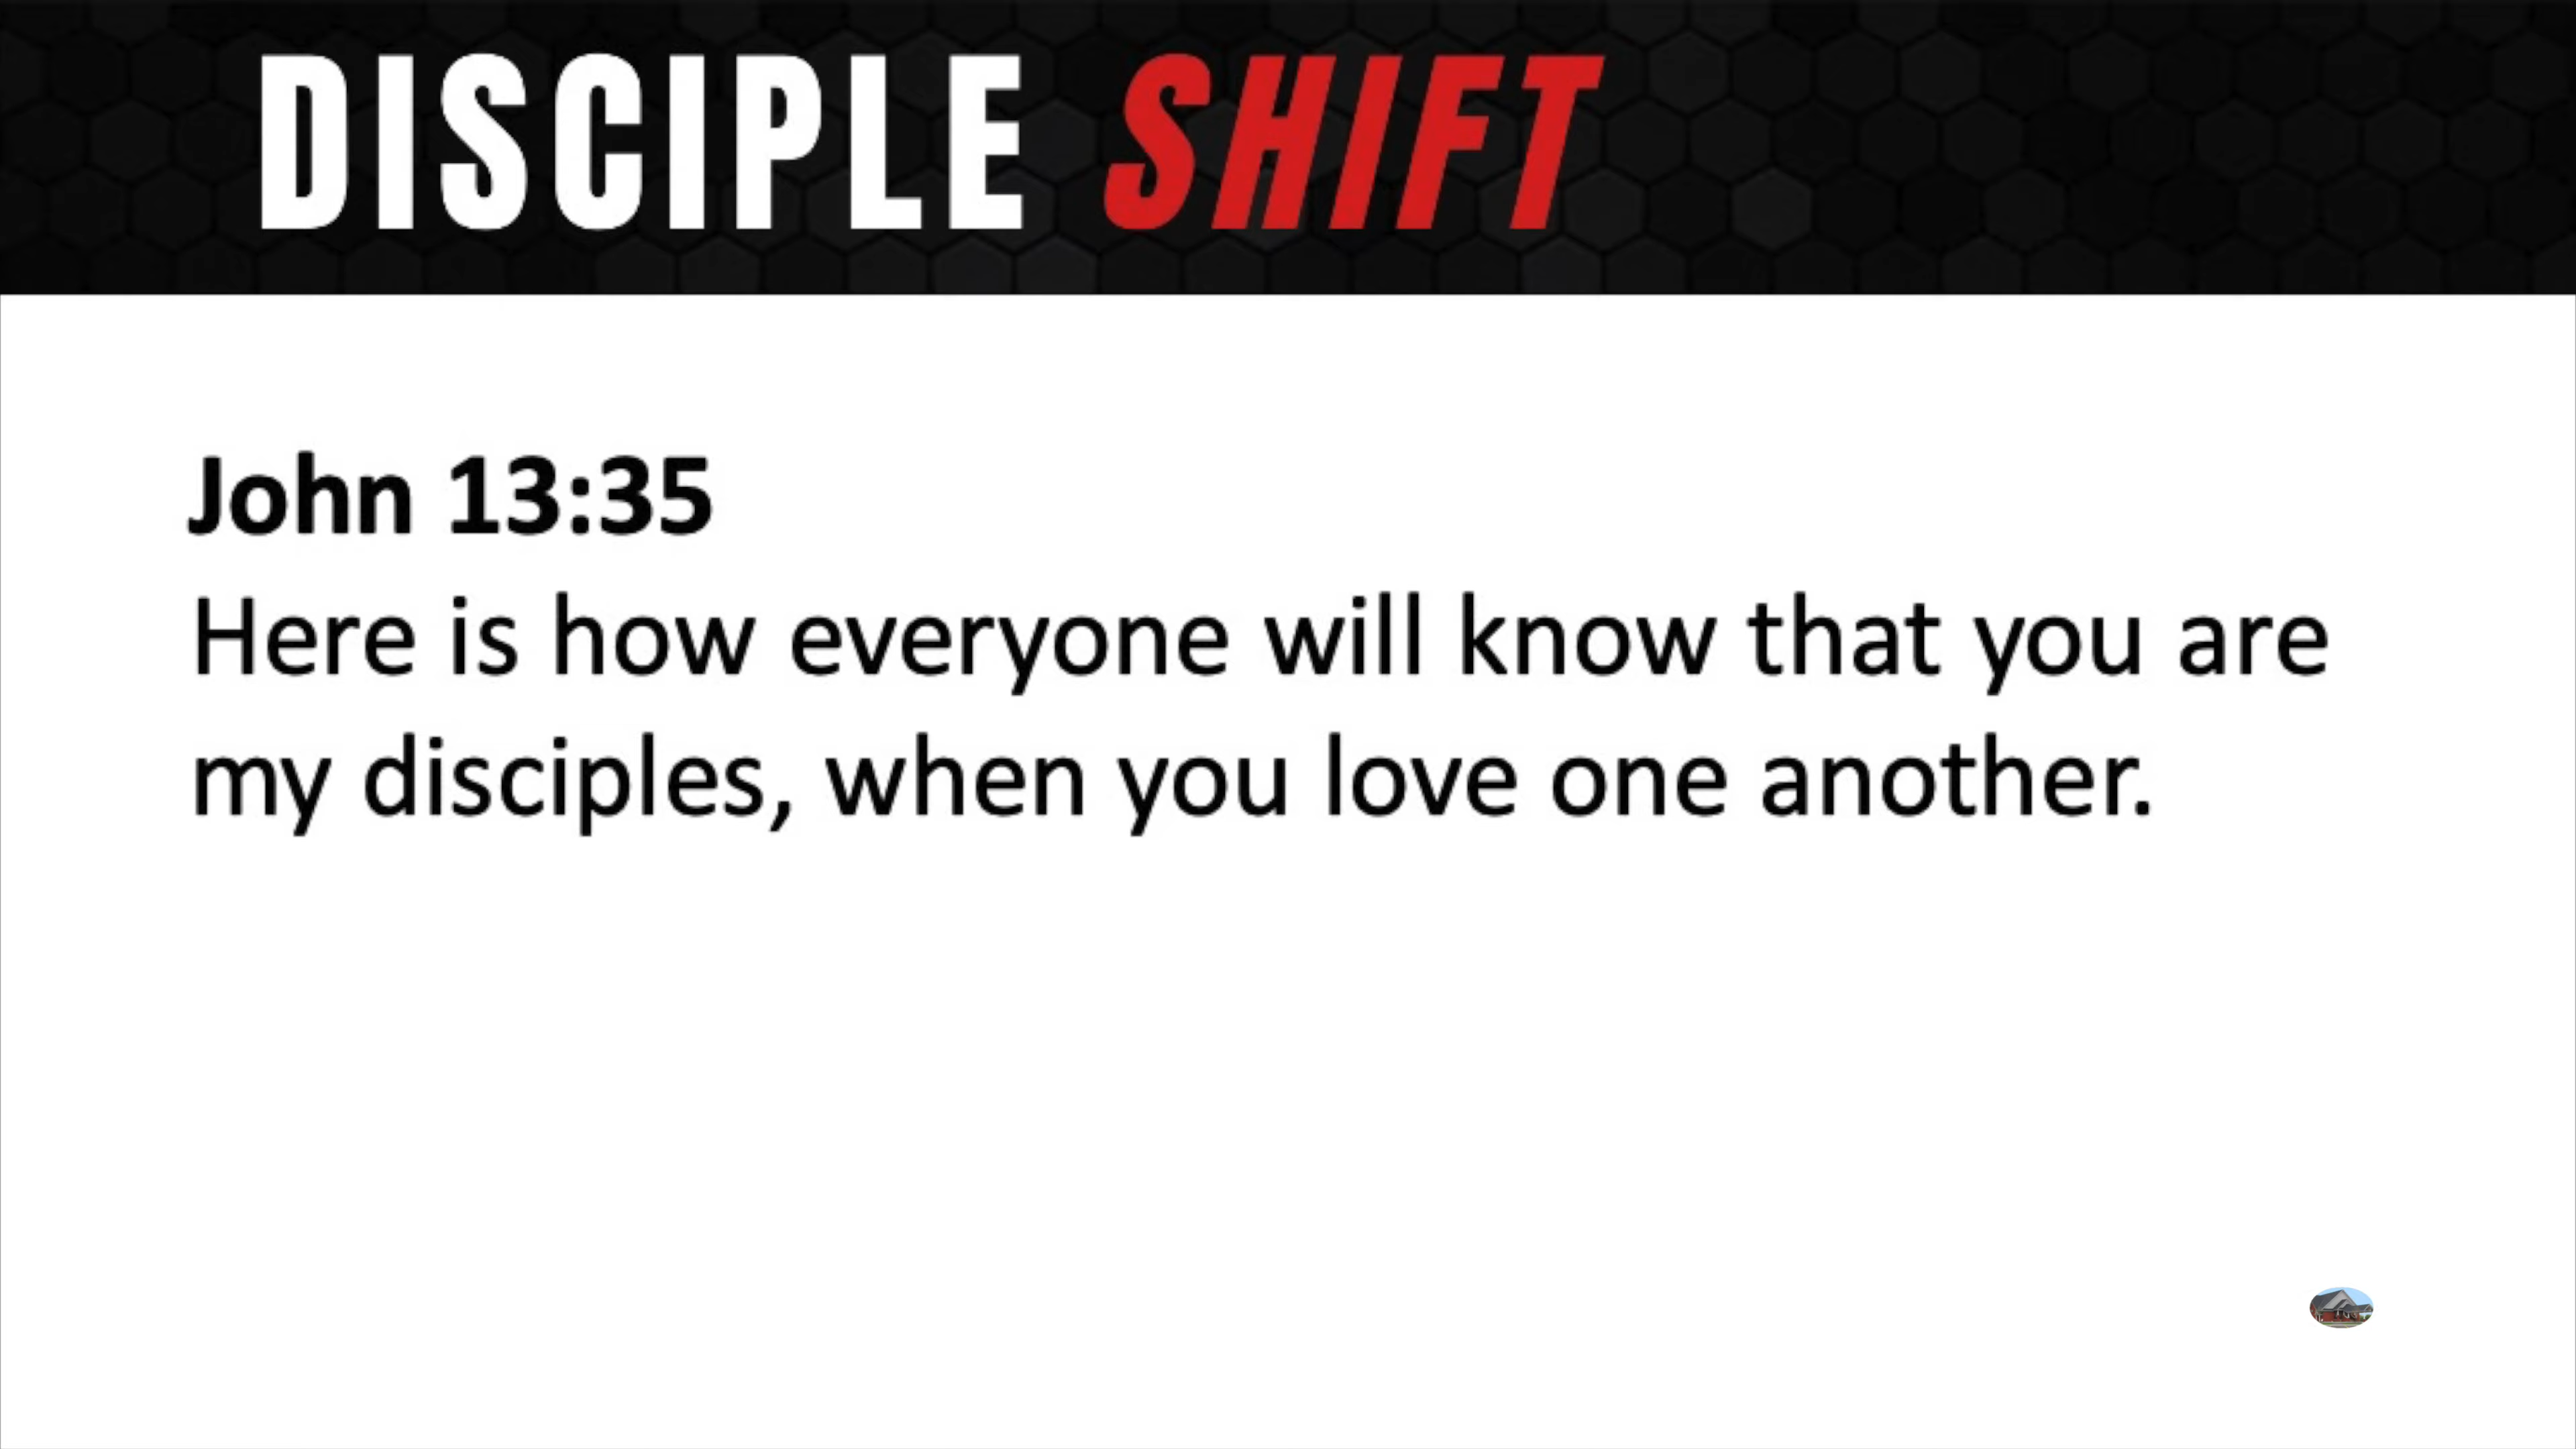 DISCIPLE SHIFT
John 13:35
Here is how everyone will know that you are
my disciples, when you love one another.